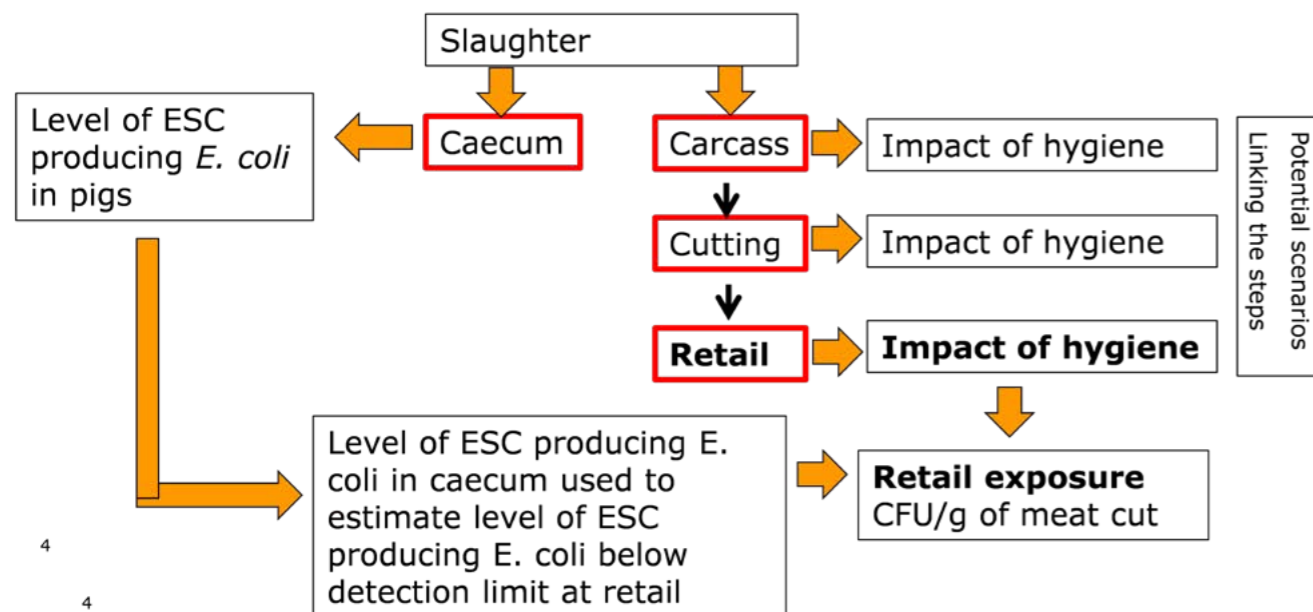 Slaughter
Level of ESC
producing E. coli
in pigs
Caecum
Carcass
Impact of hygiene
Cutting
Impact of hygiene
Retail
Impact of hygiene
Potential scenarios
Linking the steps
Level of ESC producing E.
coli in caecum used to
estimate level of ESC
producing E. coli below
detection limit at retail
Retail exposure
CFU/g of meat cut
4
4